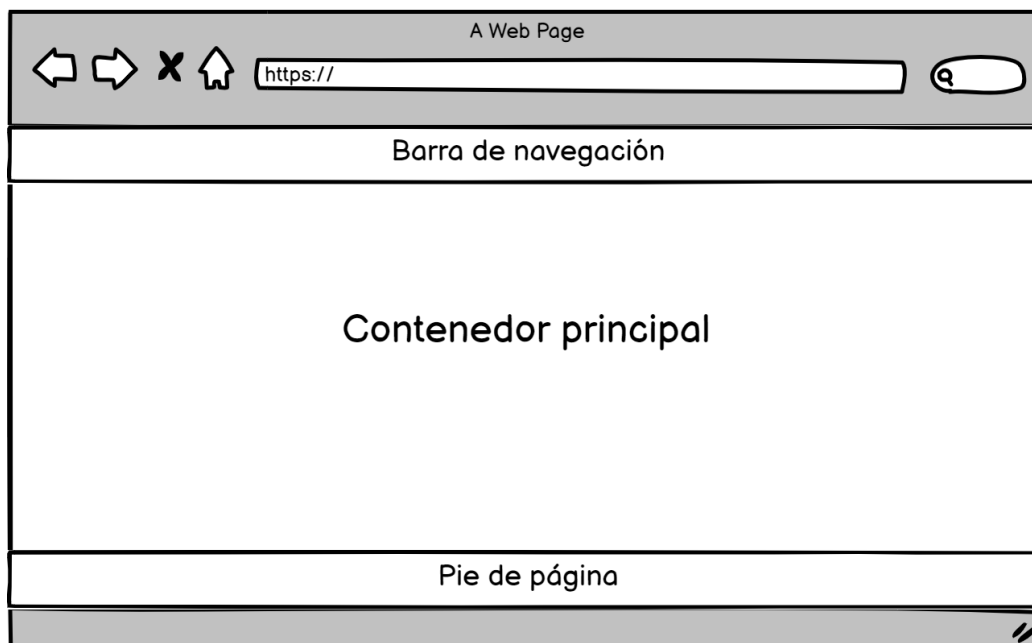 A Web Page
https://
Barra de navegación
Contenedor principal
Pie de página